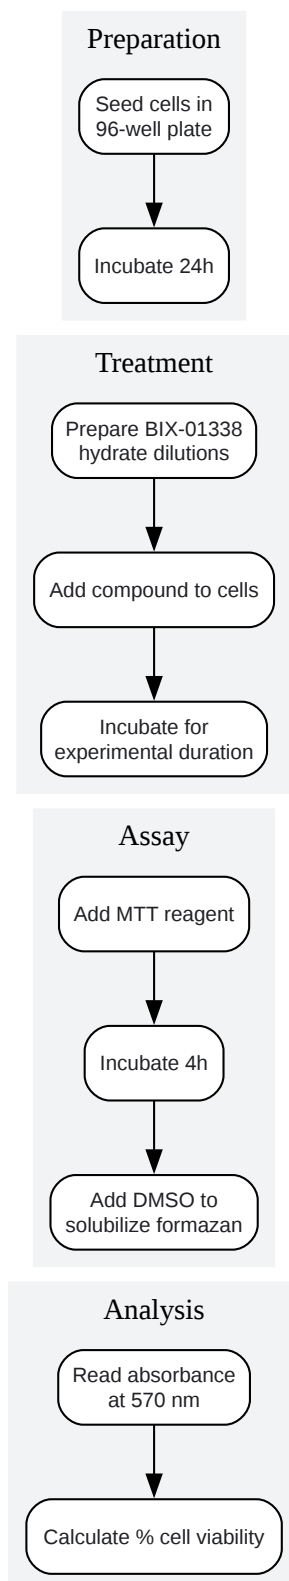 Preparation
Seed cells in
96-well plate
Incubate 24h
Treatment
Prepare BIX-01338
hydrate dilutions
Add compound to cells
Incubate for
experimental duration
Assay
Add MTT reagent
Incubate 4h
Add DMSO to
solubilize formazan
Analysis
Read absorbance
at 570 nm
Calculate % cell viability